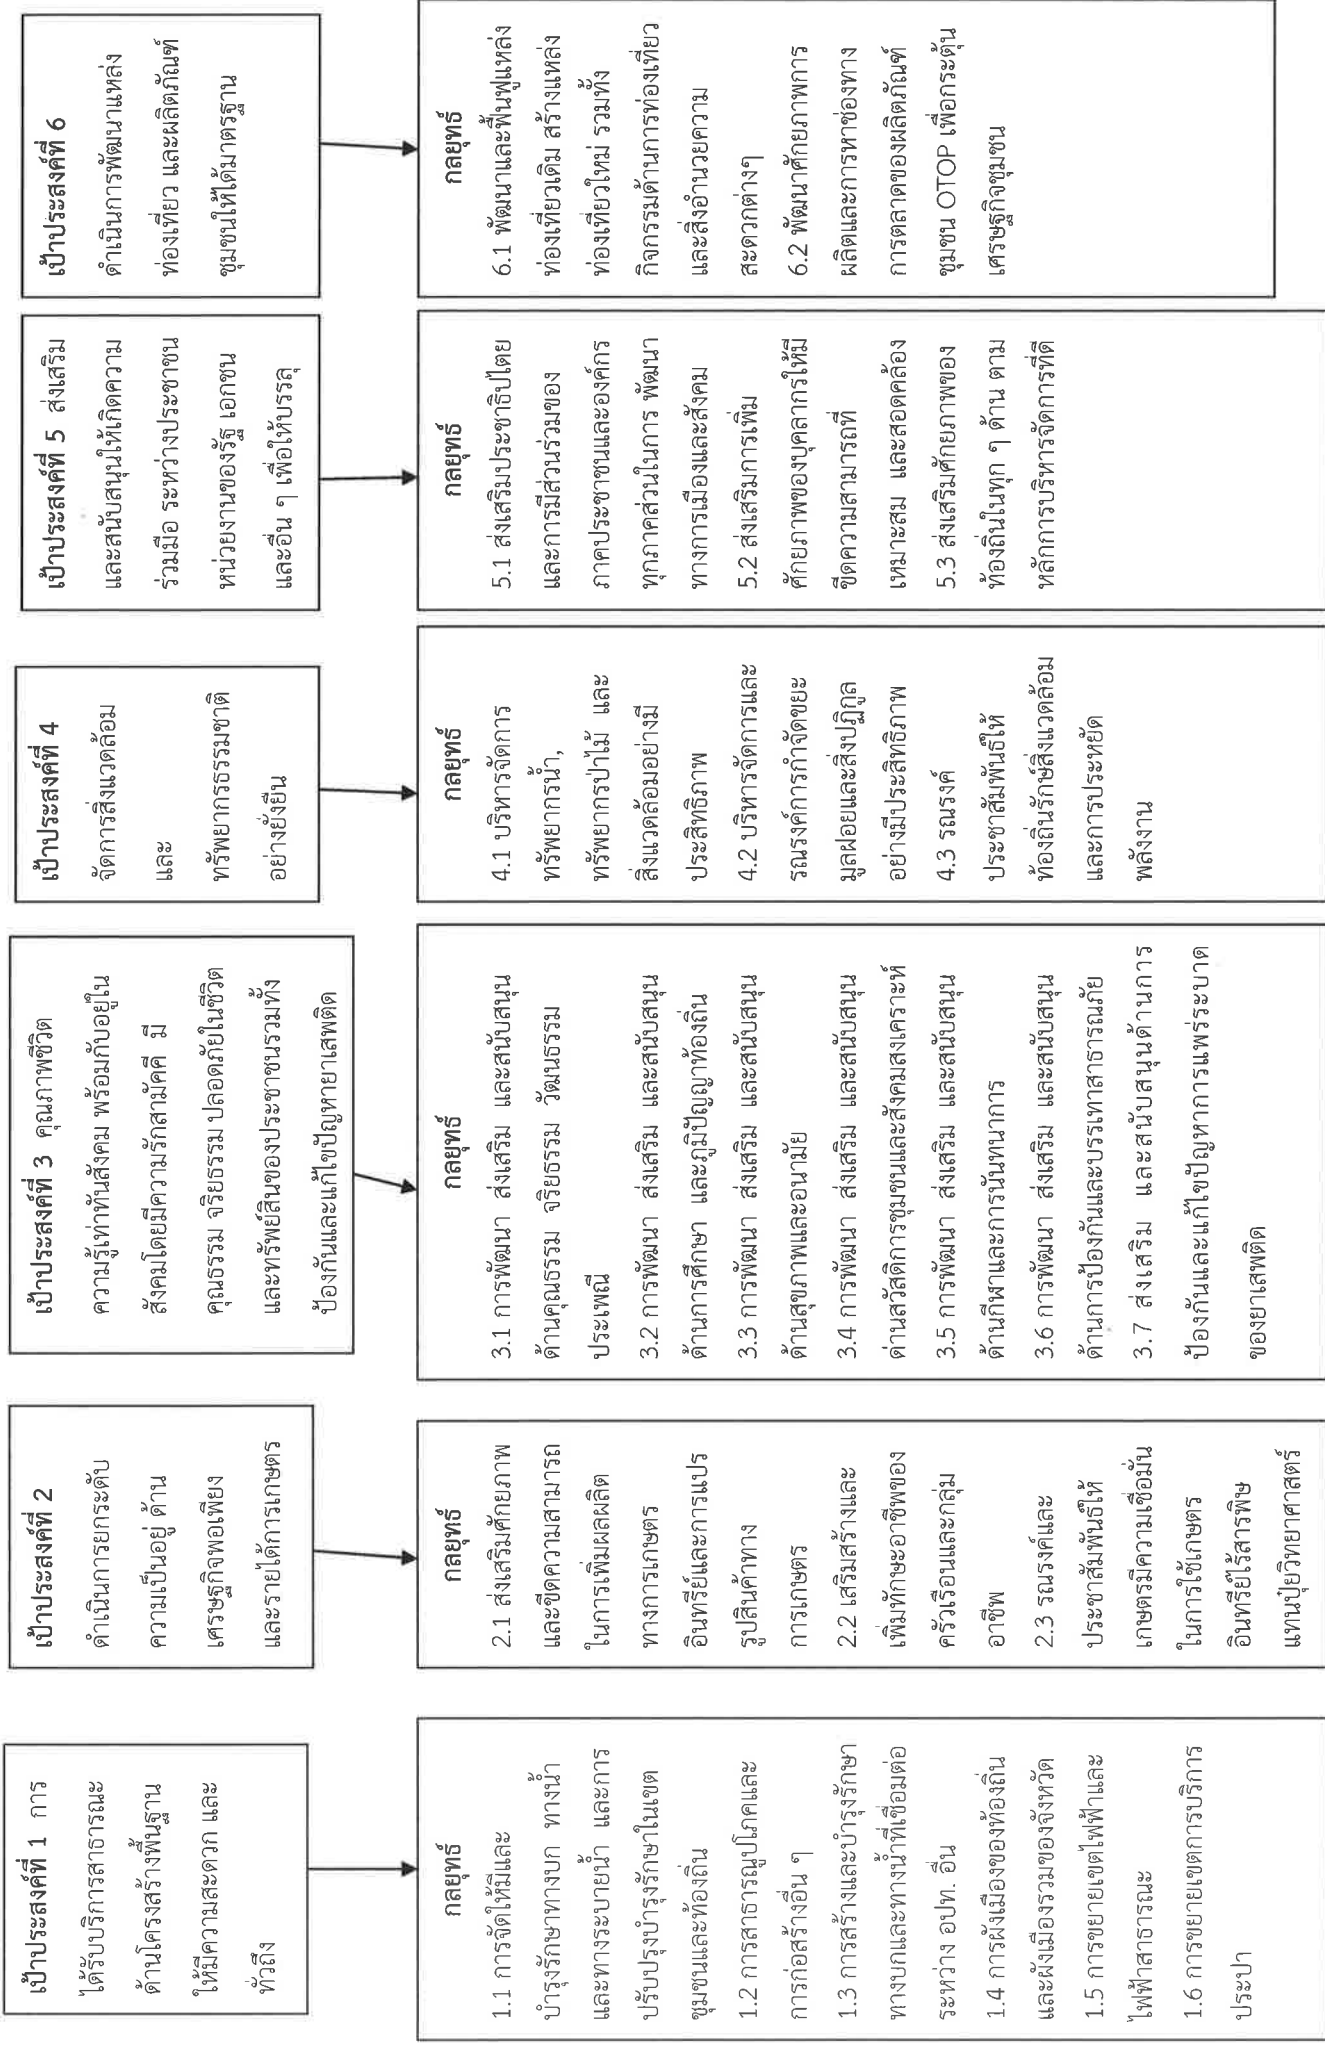 เป้าประสงค์ที่ 1 การ
ได้รับบริการสาธารณะ
ด้านโครงสร้างพื้นฐาน
ให้มีความสะดวก และ
ทั่วถึง
กลยุทธ์
1.1 การจัดให้มีและ
บำรุงรักษาทางบก ทางน้ำ
และทางระบายน้ำ และการ
ปรับปรุงบำรุงรักษาในเขต
ชุมชนและท้องถิ่น
1.2 การสาธารณูปโภคและ
การก่อสร้างอื่น ๆ
1.3 การสร้างและบำรุงรักษา
ทางบกและทางน้ำที่เชื่อมต่อ
ระหว่าง อปท. อื่น
1.4 การผังเมืองของท้องถิ่น
และผังเมืองรวมของจังหวัด
1.5 การขยายเขตไฟฟ้าและ
ไฟฟ้าสาธารณะ
1.6 การขยายเขตการบริการ
ประปา
เป้าประสงค์ที่ 2
ดำเนินการยกระดับ
ความเป็นอยู่ ด้าน
เศรษฐกิจพอเพียง
และรายได้การเกษตร
กลยุทธ์
2.1 ส่งเสริมศักยภาพ
และขีดความสามารถ
ในการเพิ่มผลผลิต
ทางการเกษตร
อินทรีย์และการแปร
รูปสินค้าทาง
การเกษตร
2.2 เสริมสร้างและ
เพิ่มทักษะอาชีพของ
ครัวเรือนและกลุ่ม
อาชีพ
2.3 รณรงค์และ
ประชาสัมพันธ์ให้
เกษตรมีความเชื่อมั่น
ในการใช้เกษตร
อินทรีย์ไร้สารพิษ
แทนปุ๋ยวิทยาศาสตร์
เป้าประสงค์ที่ 3 คุณภาพชีวิต
ความรู้เท่าทันสังคม พร้อมกับอยู่ใน
สังคมโดยมีความรักสามัคคี มี
คุณธรรม จริยธรรม ปลอดภัยในชีวิต
และทรัพย์สินของประชาชนรวมทั้ง
ป้องกันและแก้ไขปัญหายาเสพติด
กลยุทธ์
3.1 การพัฒนา ส่งเสริม และสนับสนุน
ด้านคุณธรรม จริยธรรม วัฒนธรรม
ประเพณี
3.2 การพัฒนา ส่งเสริม และสนับสนุน
ด้านการศึกษา และภูมิปัญญาท้องถิ่น
3.3 การพัฒนา ส่งเสริม และสนับสนุน
ด้านสุขภาพและอนามัย
3.4 การพัฒนา ส่งเสริม และสนับสนุน
ด่านสวัสดิการชุมชนและสังคมสงเคราะห์
3.5 การพัฒนา ส่งเสริม และสนับสนุน
ด้านกีฬาและการนันทนาการ
3.6 การพัฒนา ส่งเสริม และสนับสนุน
ด้านการป้องกันและบรรเทาสาธารณภัย
3.7 ส่งเสริม และสนับสนุนด้านการ
ป้องกันและแก้ไขปัญหาการแพร่ระบาด
ของยาเสพติด
เป้าประสงค์ที่ 4
จัดการสิ่งแวดล้อม
และ
ทรัพยากรธรรมชาติ
อย่างยั่งยืน
กลยุทธ์
4.1 บริหารจัดการ
ทรัพยากรน้ำ,
ทรัพยากรป่าไม้ และ
สิ่งแวดล้อมอย่างมี
ประสิทธิภาพ
4.2 บริหารจัดการและ
รณรงค์การกำจัดขยะ
มูลฝอยและสิ่งปฏิกูล
อย่างมีประสิทธิภาพ
4.3 รณรงค์
ประชาสัมพันธ์ให้
ท้องถิ่นรักษ์สิ่งแวดล้อม
และการประหยัด
พลังงาน
เป้าประสงค์ที่ 5 ส่งเสริม
และสนับสนุนให้เกิดความ
ร่วมมือ ระหว่างประชาชน
หน่วยงานของรัฐ เอกชน
และอื่น ๆ เพื่อให้บรรลุ
กลยุทธ์
5.1 ส่งเสริมประชาธิปไตย
และการมีส่วนร่วมของ
ภาคประชาชนและองค์กร
ทุกภาคส่วนในการ พัฒนา
ทางการเมืองและสังคม
5.2 ส่งเสริมการเพิ่ม
ศักยภาพของบุคลากรให้มี
ขีดความสามารถที่
เหมาะสม และสอดคล้อง
5.3 ส่งเสริมศักยภาพของ
ท้องถิ่นในทุก ๆ ด้าน ตาม
หลักการบริหารจัดการที่ดี
เป้าประสงค์ที่ 6
ดำเนินการพัฒนาแหล่ง
ท่องเที่ยว และผลิตภัณฑ์
ชุมชนให้ได้มาตรฐาน
กลยุทธ์
6.1 พัฒนาและฟื้นฟูแหล่ง
ท่องเที่ยวเดิม สร้างแหล่ง
ท่องเที่ยวใหม่ รวมทั้ง
กิจกรรมด้านการท่องเที่ยว
และสิ่งอำนวยความ
สะดวกต่างๆ
6.2 พัฒนาศักยภาพการ
ผลิตและการหาช่องทาง
การตลาดของผลิตภัณฑ์
ชุมชน OTOP เพื่อกระตุ้น
เศรษฐกิจชุมชน